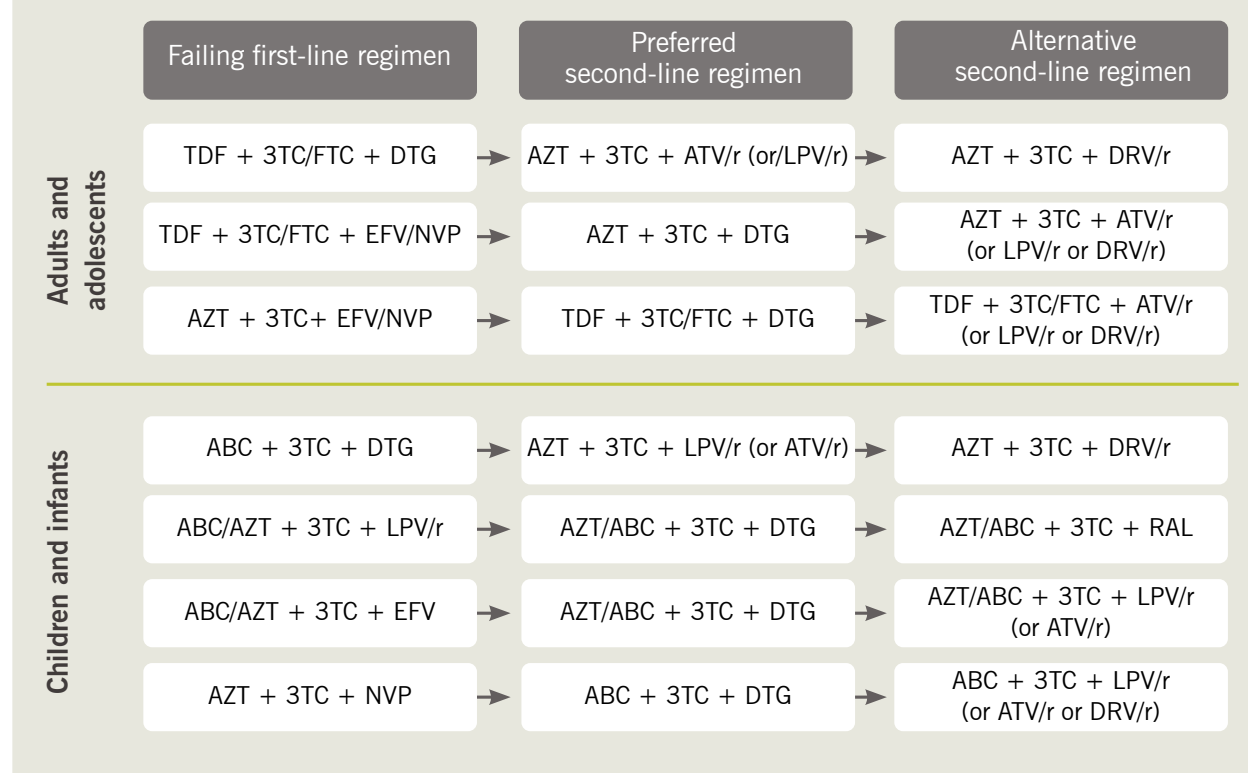 Failing first-line regimen
Preferred
second-line regimen
Alternative
second-line regimen
Adults and
adolescents
TDF + 3TC/FTC + DTG
AZT + 3TC + ATV/r (or/LPV/r)
AZT + 3TC + DRV/r
TDF + 3TC/FTC + EFV/NVP
AZT + 3TC + DTG
AZT + 3TC + ATV/r
(or LPV/r or DRV/r)
AZT + 3TC+ EFV/NVP
TDF + 3TC/FTC + DTG
TDF + 3TC/FTC + ATV/r
(or LPV/r or DRV/r)
Children and infants
ABC + 3TC + DTG
AZT + 3TC + LPV/r (or ATV/r)
AZT + 3TC + DRV/r
ABC/AZT + 3TC + LPV/r
AZT/ABC + 3TC + DTG
AZT/ABC + 3TC + RAL
ABC/AZT + 3TC + EFV
AZT/ABC + 3TC + DTG
AZT/ABC + 3TC + LPV/r
(or ATV/r)
AZT + 3TC + NVP
ABC + 3TC + DTG
ABC + 3TC + LPV/r
(or ATV/r or DRV/r)